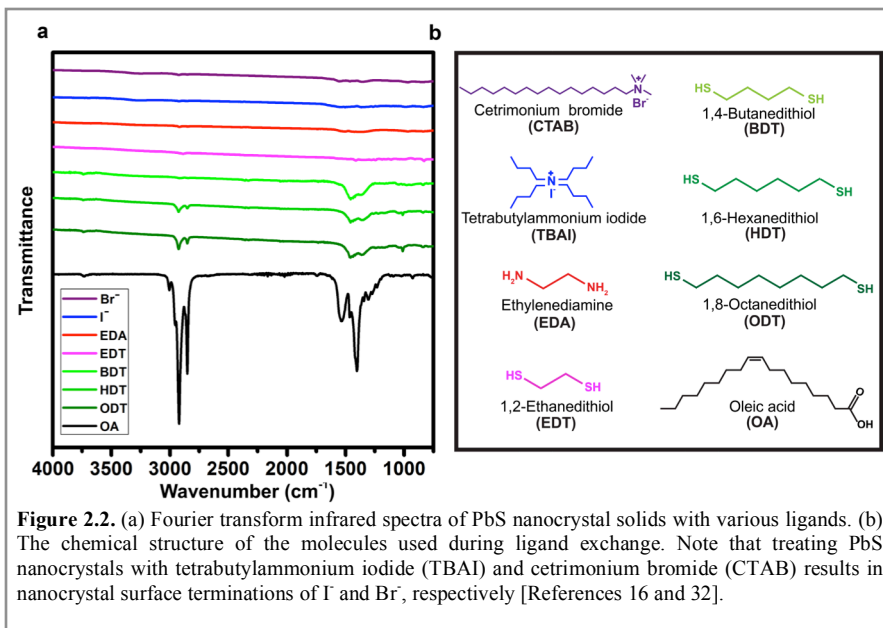 a
b
Transmittance
Br⁻
I⁻
EDA
EDT
BDT
HDT
ODT
OA
4000 3500 3000 2500 2000 1500 1000
Wavenumber (cm⁻¹)
N⁺
Br⁻
Cetrimonium bromide
(CTAB)
HS
SH
1,4-Butanedithiol
(BDT)
N⁺
I⁻
Tetrabutylammonium iodide
(TBAI)
HS
SH
1,6-Hexanedithiol
(HDT)
H₂N
NH₂
Ethylenediamine
(EDA)
HS
SH
1,8-Octanedithiol
(ODT)
HS
SH
1,2-Ethanedithiol
(EDT)
O
OH
Oleic acid
(OA)
Figure 2.2. (a) Fourier transform infrared spectra of PbS nanocrystal solids with various ligands. (b)
The chemical structure of the molecules used during ligand exchange. Note that treating PbS
nanocrystals with tetrabutylammonium iodide (TBAI) and cetrimonium bromide (CTAB) results in
nanocrystal surface terminations of I⁻ and Br⁻, respectively [References 16 and 32].